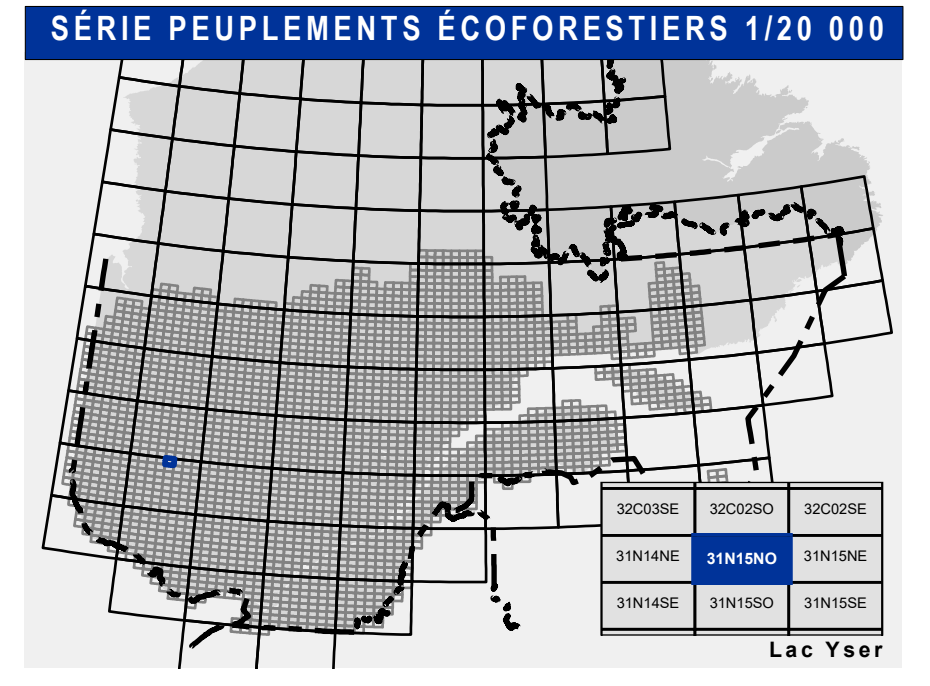 SÉRIE PEUPLEMENTS ÉCOFORESTIERS 1/20 000
32C03SE 32C02SO 32C02SE
31N14NE 31N15NO 31N15NE
31N14SE 31N15SO 31N15SE
Lac Yser